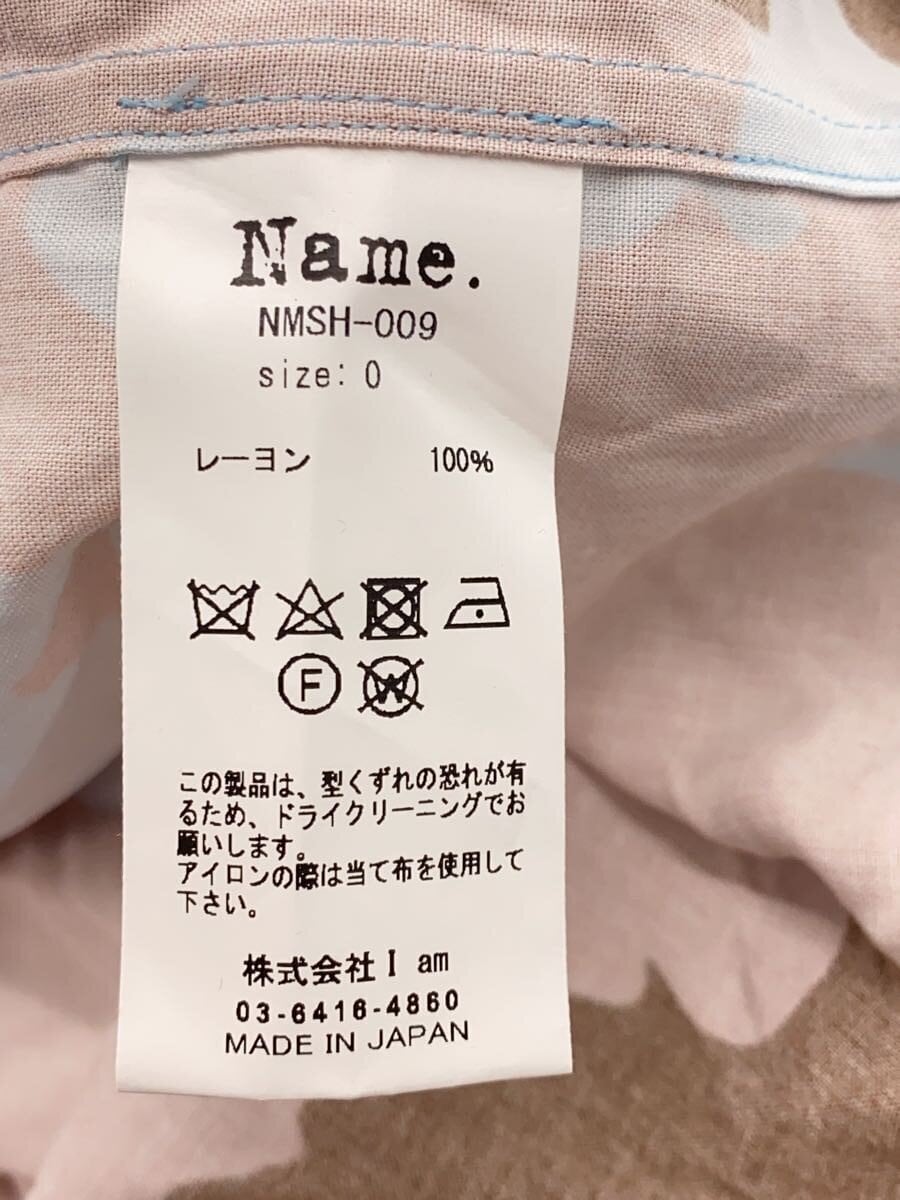 Name.
NMSH-009
size: 0
レーヨン 100%
F
W
この製品は、型くずれの恐れが有
るため、ドライクリーニングでお
願いします。
アイロンの際は当て布を使用して
下さい。
株式会社 I am
03-6416-4860
MADE IN JAPAN